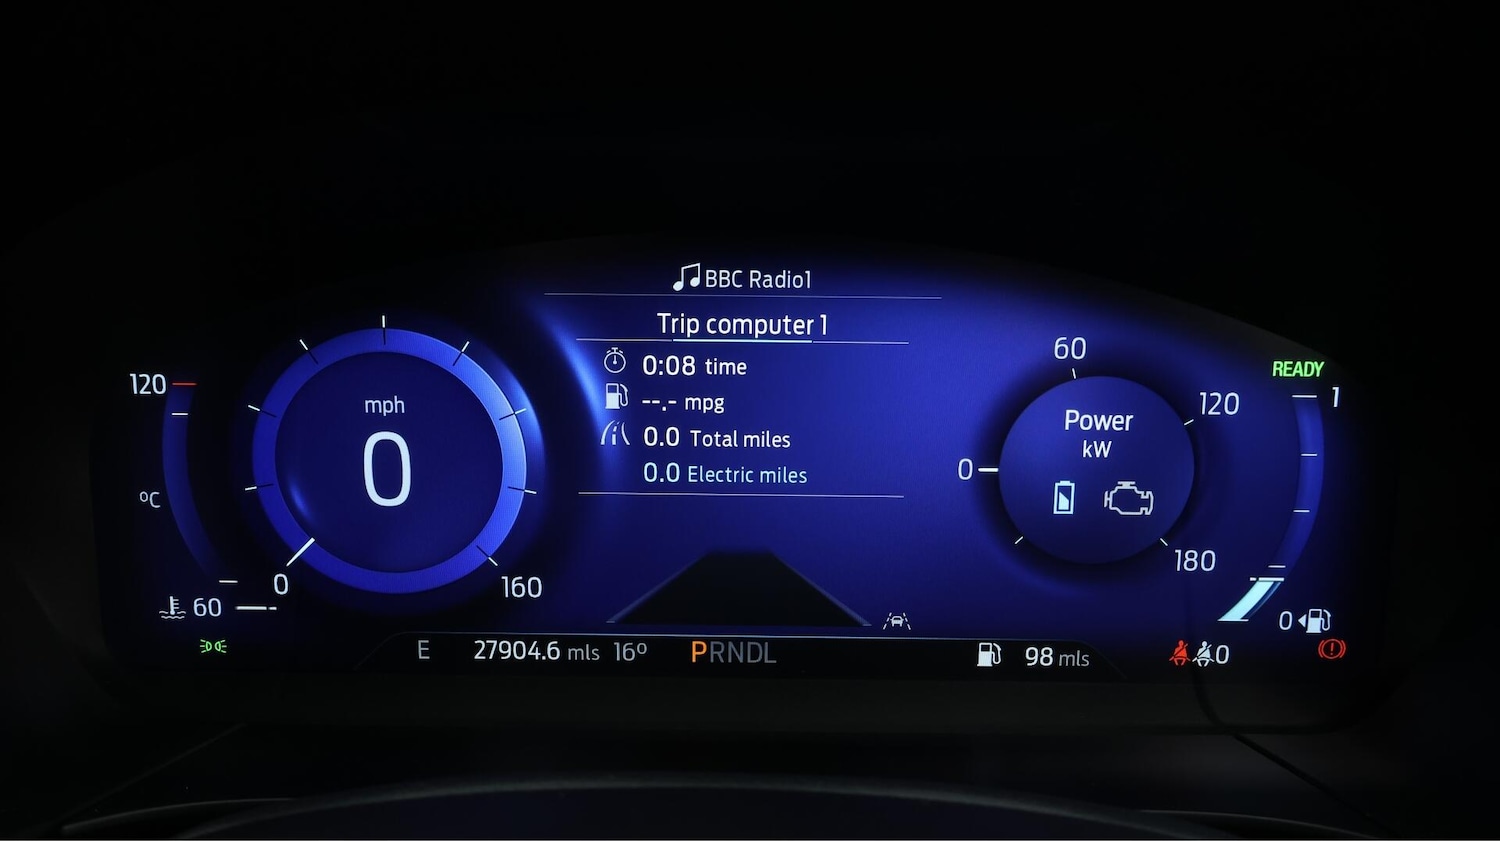 BBC Radio1
Trip computer 1
0:08 time
--.- mpg
0.0 Total miles
0.0 Electric miles
120
°C
60
mph
0
0
160
60
120
0
Power
kW
180
READY
1
0
E 27904.6 mls 16° PRNDL
98 mls
0